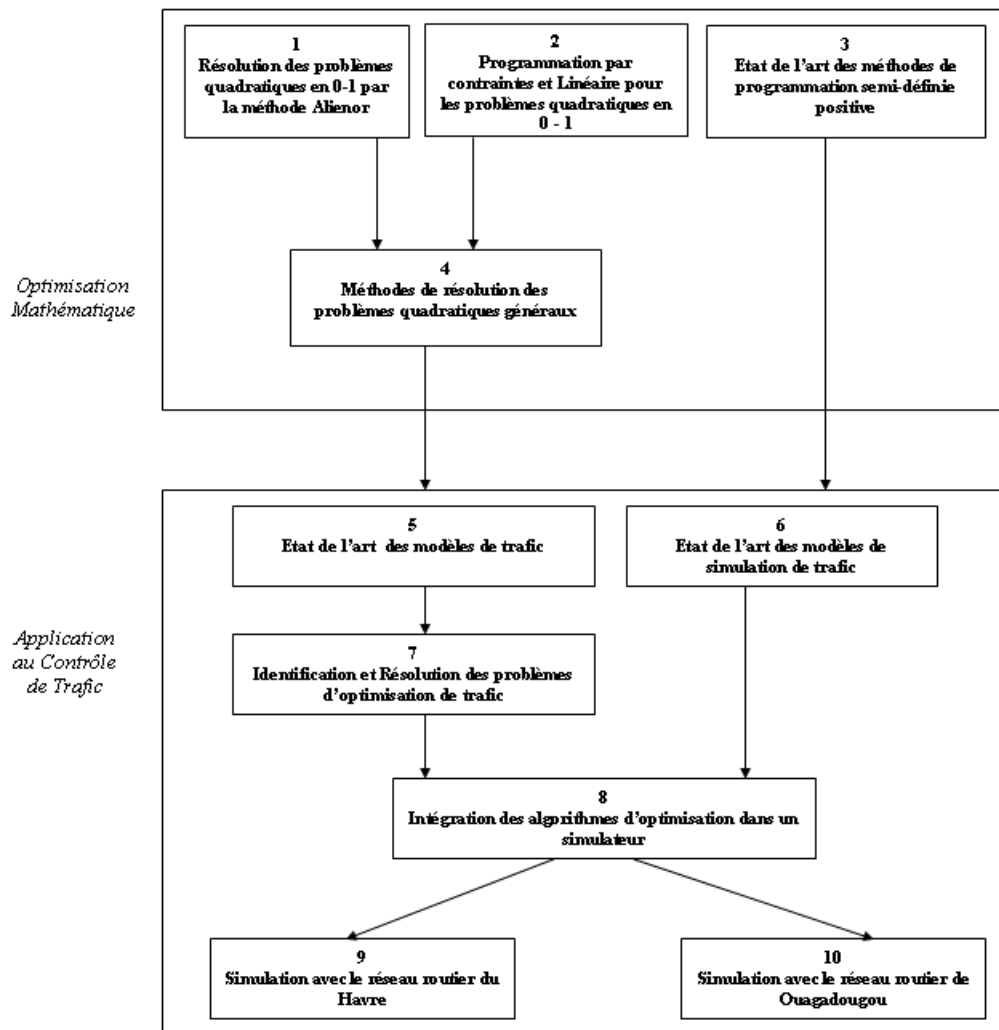 1
Résolution des problèmes
quadratiques en 0-1 par
la méthode Alienor
2
Programmation par
contraintes et Linéaire pour
les problèmes quadratiques en
0 - 1
3
Etat de l'art des méthodes de
programmation semi-définie
positive
Optimisation
Mathématique
4
Méthodes de résolution des
problèmes quadratiques généraux
5
Etat de l'art des modèles de trafic
6
Etat de l'art des modèles de
simulation de trafic
Application
au Contrôle
de Trafic
7
Identification et Résolution des problèmes
d'optimisation de trafic
8
Intégration des algorithmes d'optimisation dans un
simulateur
9
Simulation avec le réseau routier du
Havre
10
Simulation avec le réseau routier de
Ouagadougou